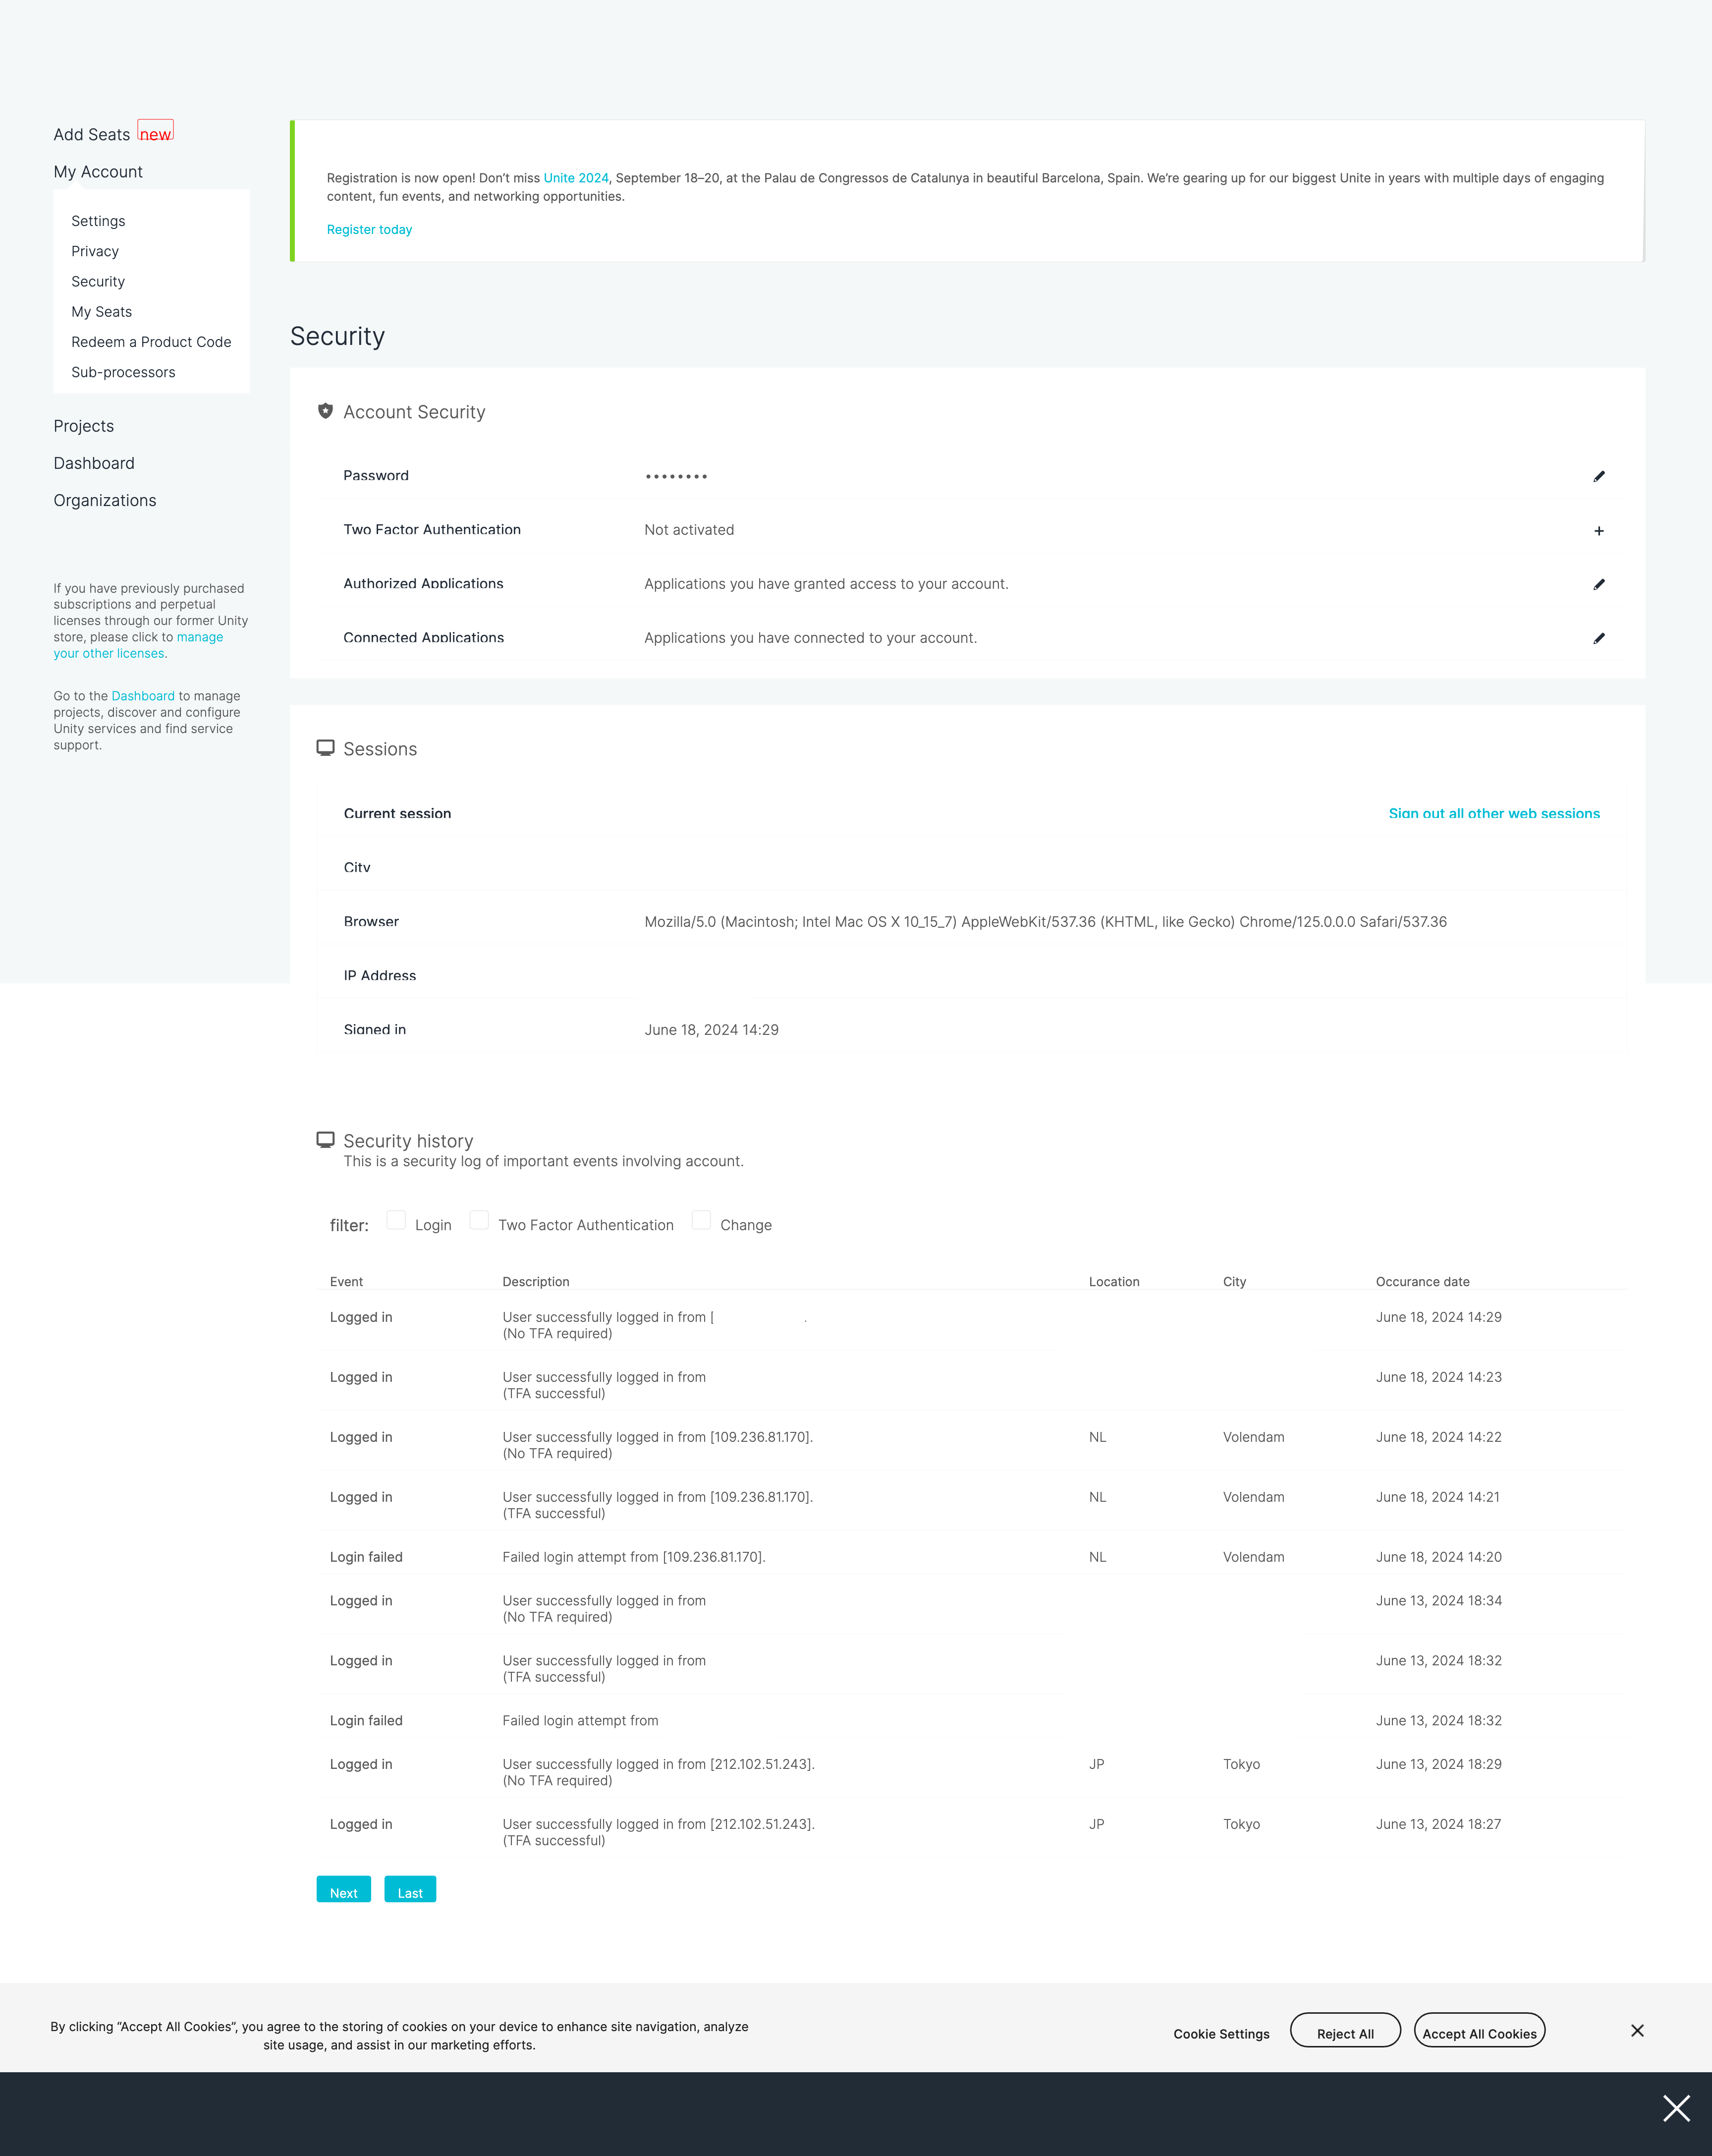 Add Seats new
My Account
Settings
Privacy
Security
My Seats
Redeem a Product Code
Sub-processors
Projects
Dashboard
Organizations
If you have previously purchased
subscriptions and perpetual
licenses through our former Unity
store, please click to manage
your other licenses.
Go to the Dashboard to manage
projects, discover and configure
Unity services and find service
support.
Registration is now open! Don’t miss Unite 2024, September 18–20, at the Palau de Congressos de Catalunya in beautiful Barcelona, Spain. We’re gearing up for our biggest Unite in years with multiple days of engaging
content, fun events, and networking opportunities.
Register today
Security
Account Security
Password ••••••••
Two Factor Authentication Not activated
Authorized Applications Applications you have granted access to your account.
Connected Applications Applications you have connected to your account.
Sessions
Current session Sign out all other web sessions
City
Browser Mozilla/5.0 (Macintosh; Intel Mac OS X 10_15_7) AppleWebKit/537.36 (KHTML, like Gecko) Chrome/125.0.0.0 Safari/537.36
IP Address
Signed in June 18, 2024 14:29
Security history
This is a security log of important events involving account.
filter: Login Two Factor Authentication Change
Event Description Location City Occurance date
Logged in User successfully logged in from [ . June 18, 2024 14:29
(No TFA required)
Logged in User successfully logged in from June 18, 2024 14:23
(TFA successful)
Logged in User successfully logged in from [109.236.81.170]. NL Volendam June 18, 2024 14:22
(No TFA required)
Logged in User successfully logged in from [109.236.81.170]. NL Volendam June 18, 2024 14:21
(TFA successful)
Login failed Failed login attempt from [109.236.81.170]. NL Volendam June 18, 2024 14:20
Logged in User successfully logged in from June 13, 2024 18:34
(No TFA required)
Logged in User successfully logged in from June 13, 2024 18:32
(TFA successful)
Login failed Failed login attempt from June 13, 2024 18:32
Logged in User successfully logged in from [212.102.51.243]. JP Tokyo June 13, 2024 18:29
(No TFA required)
Logged in User successfully logged in from [212.102.51.243]. JP Tokyo June 13, 2024 18:27
(TFA successful)
Next Last
By clicking “Accept All Cookies”, you agree to the storing of cookies on your device to enhance site navigation, analyze
site usage, and assist in our marketing efforts.
Cookie Settings Reject All Accept All Cookies